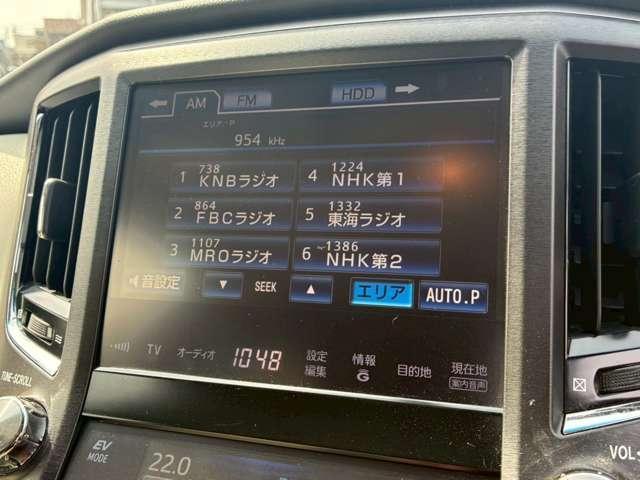 AM FM HDD
エリア-P
954 kHz
1 738 KNBラジオ
4 1224 NHK第1
2 864 FBCラジオ
5 1332 東海ラジオ
3 1107 MROラジオ
6 1386 NHK第2
音設定 ▼ SEEK ▲ エリア AUTO.P
TV オーディオ 10:48 設定編集 情報G 目的地 現在地
案内音声
TUNE•SCROLL
VOL
EV
MODE
22.0